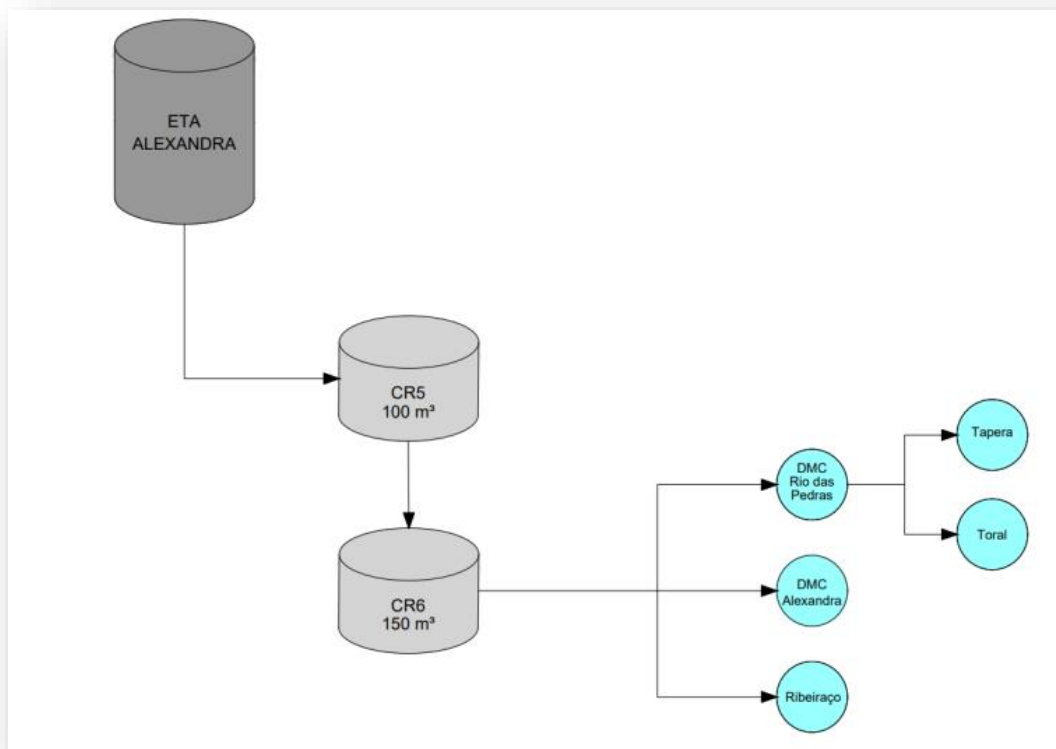 ETA
ALEXANDRA
CR5
100 m³
CR6
150 m³
DMC
Rio das
Pedras
Tapera
Toral
DMC
Alexandra
Ribeiraço